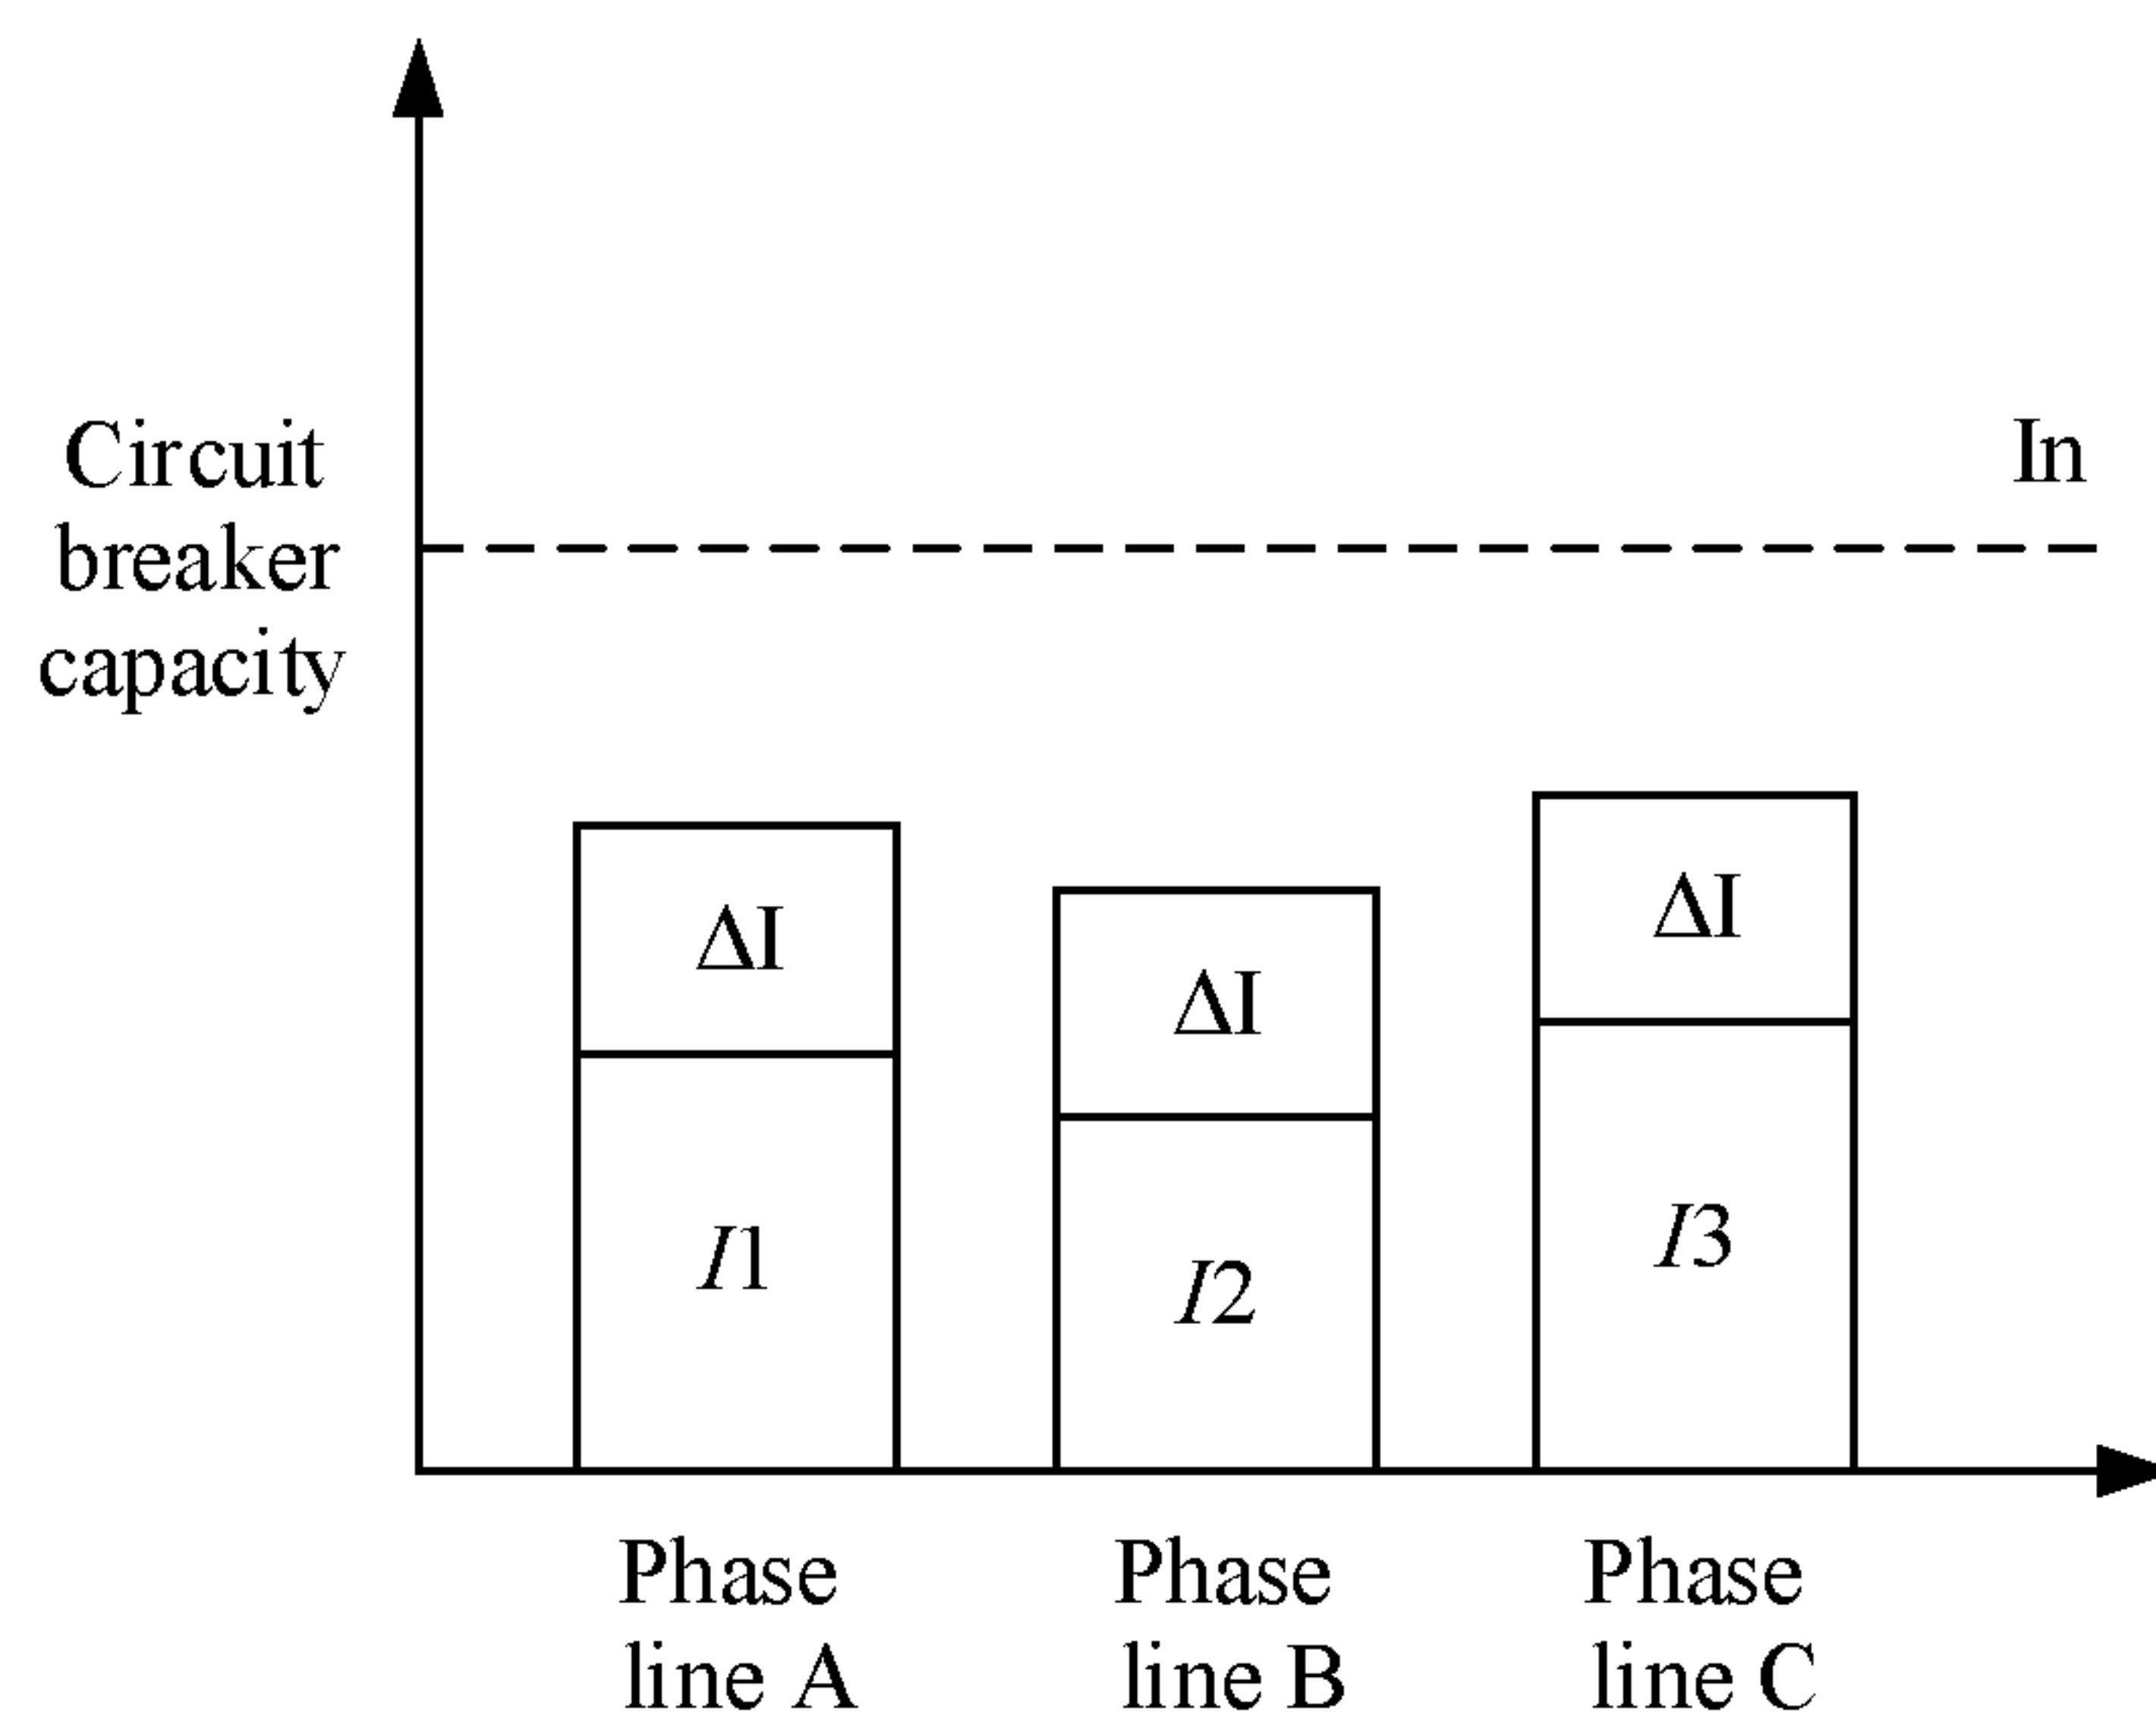 Circuit
breaker
capacity
In
ΔI
ΔI
ΔI
I1
I2
I3
Phase
line A
Phase
line B
Phase
line C